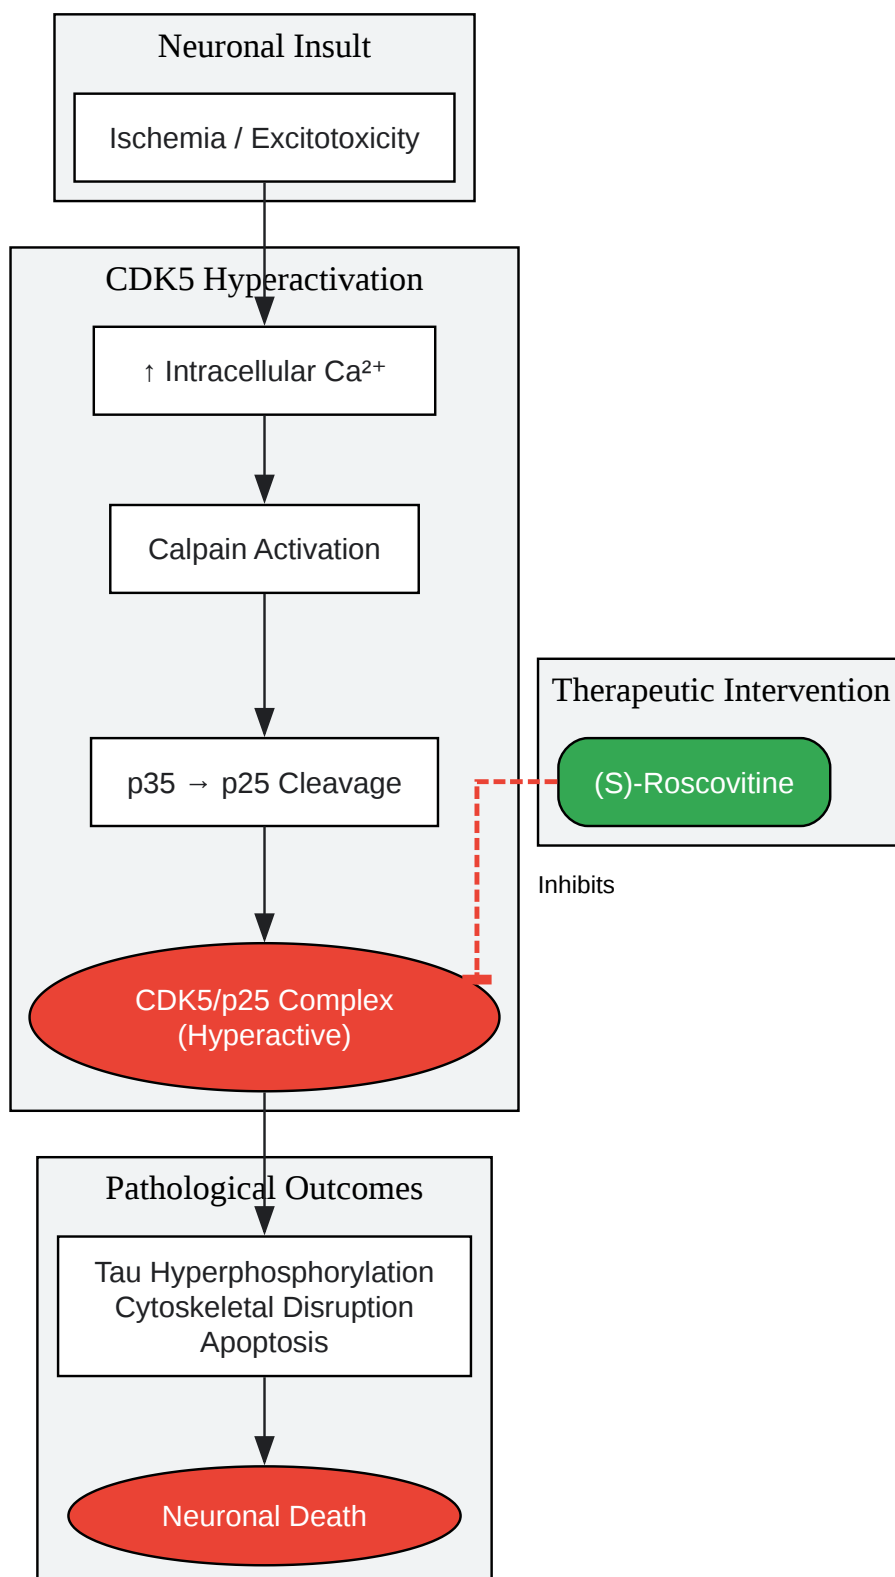 Neuronal Insult
Ischemia / Excitotoxicity
CDK5 Hyperactivation
↑ Intracellular Ca²⁺
Calpain Activation
p35 → p25 Cleavage
Therapeutic Intervention
(S)-Roscovitine
Inhibits
CDK5/p25 Complex
(Hyperactive)
Pathological Outcomes
Tau Hyperphosphorylation
Cytoskeletal Disruption
Apoptosis
Neuronal Death